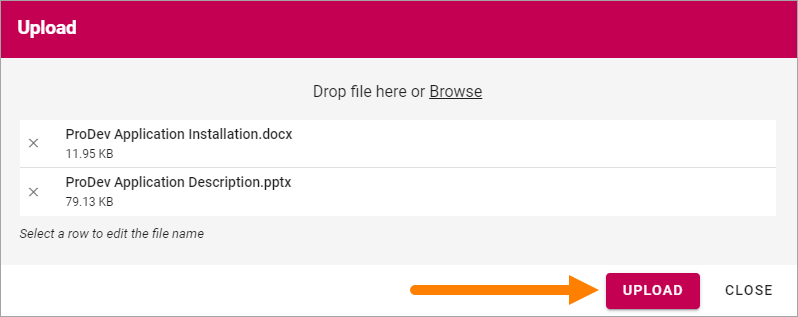 Upload
Drop file here or Browse
ProDev Application Installation.docx
11.95 KB
ProDev Application Description.pptx
79.13 KB
Select a row to edit the file name
UPLOAD CLOSE